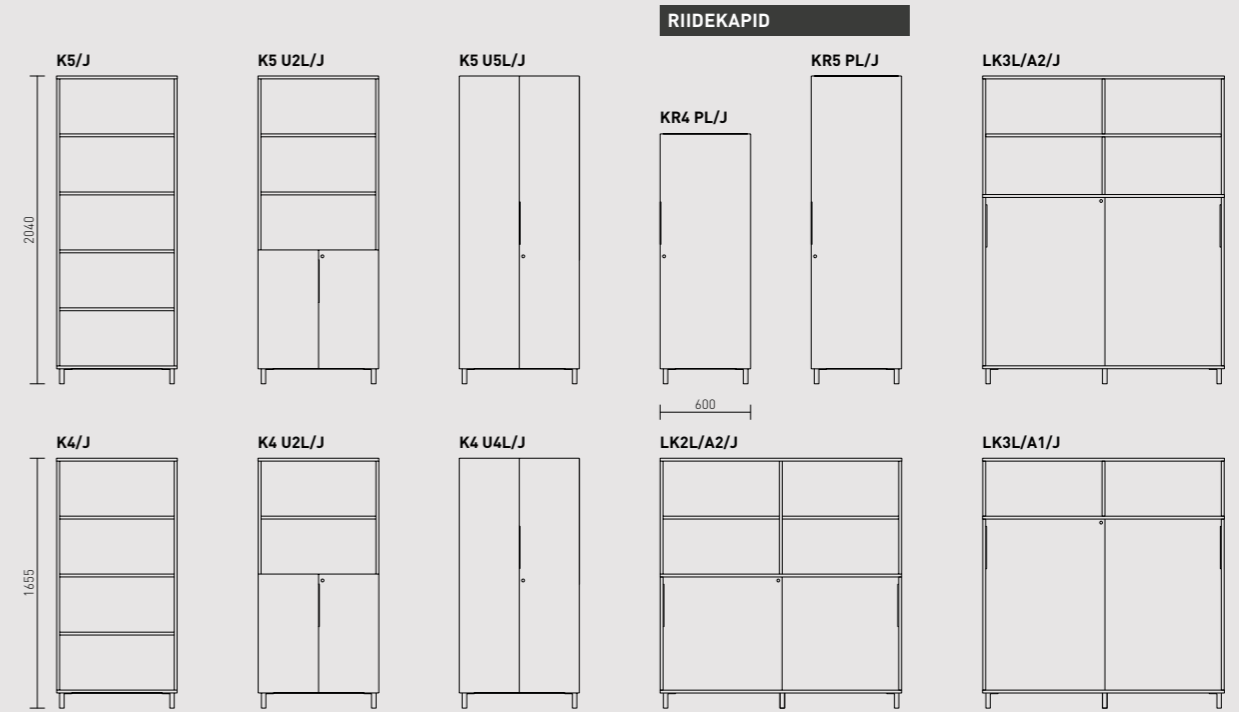 RIIDEKAPID
K5/J
K5 U2L/J
K5 U5L/J
KR4 PL/J
KR5 PL/J
LK3L/A2/J
2040
600
K4/J
K4 U2L/J
K4 U4L/J
LK2L/A2/J
LK3L/A1/J
1655